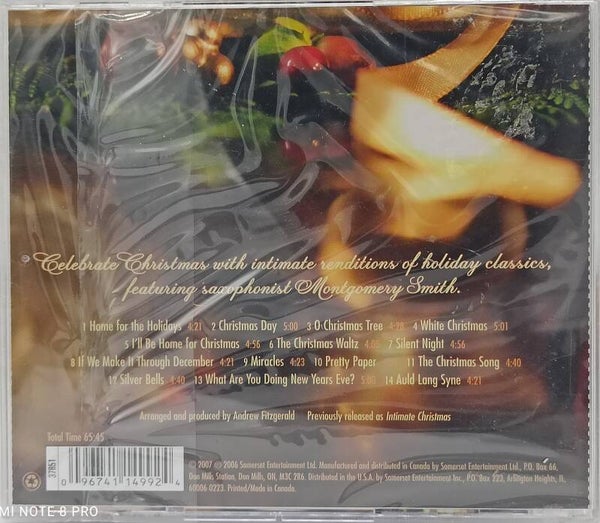 Celebrate Christmas with intimate renditions of holiday classics,
featuring saxophonist Montgomery Smith.
1 Home for the Holidays 4:21 2 Christmas Day 5:00 3 O Christmas Tree 4:28 4 White Christmas 5:01
5 I'll Be Home for Christmas 4:56 6 The Christmas Waltz 4:05 7 Silent Night 4:56
8 If We Make It Through December 4:21 9 Miracles 4:23 10 Pretty Paper 11 The Christmas Song 4:40
12 Silver Bells 4:40 13 What Are You Doing New Years Eve? 5:00 14 Auld Lang Syne 4:21
Arranged and produced by Andrew Fitzgerald Previously released as Intimate Christmas
Total Time 65:45
37851
0 96741 14992 4
℗ 2007 © 2006 Somerset Entertainment Ltd. Manufactured and distributed in Canada by Somerset Entertainment Ltd., P.O. Box 66,
Don Mills Station, Don Mills, ON, M3C 2R6. Distributed in the U.S.A. by Somerset Entertainment Inc., P.O. Box 223, Arlington Heights, IL,
60006 0223. Printed/Made in Canada.
MI NOTE 8 PRO